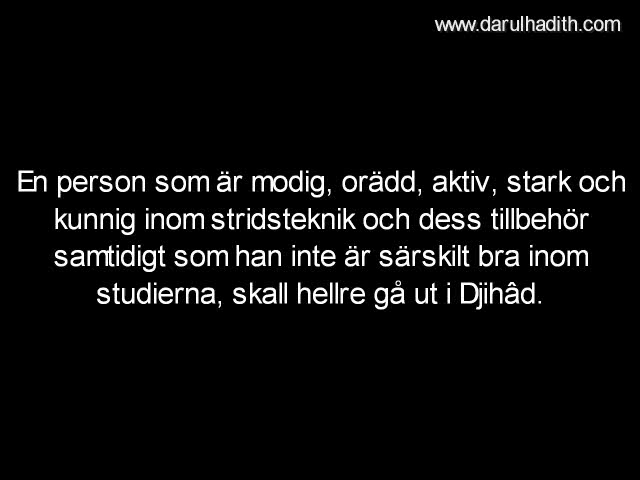 www.darulhadith.com
En person som är modig, orädd, aktiv, stark och
kunnig inom stridsteknik och dess tillbehör
samtidigt som han inte är särskilt bra inom
studierna, skall hellre gå ut i Djihâd.